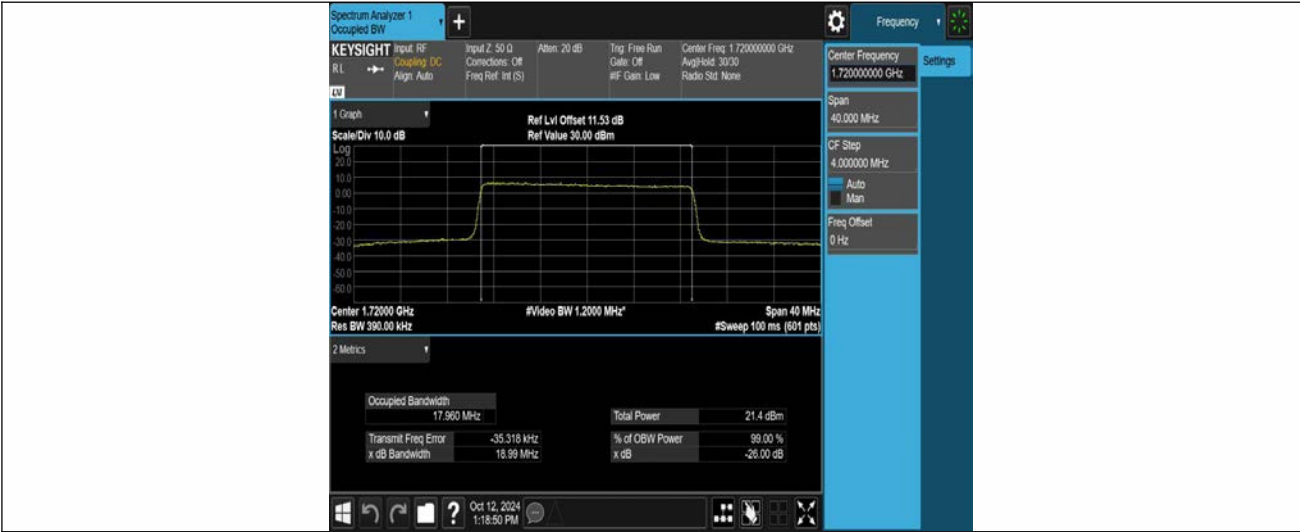 Spectrum Analyzer 1
Occupied BW
Frequency
KEYSIGHT
RL
Input: RF
Coupling: DC
Align: Auto
Input Z: 50 Ω
Corrections: Off
Freq Ref: Int (S)
Atten: 20 dB
Trig: Free Run
Gate: Off
#IF Gain: Low
Center Freq: 1.720000000 GHz
Avg|Hold: 30/30
Radio Std: None
Center Frequency
1.720000000 GHz
Settings
Span
40.000 MHz
CF Step
4.000000 MHz
Auto
Man
Freq Offset
0 Hz
1 Graph
Scale/Div 10.0 dB
Ref Lvl Offset 11.53 dB
Ref Value 30.00 dBm
Log
20.0
10.0
0.00
-10.0
-20.0
-30.0
-40.0
-50.0
-60.0
Center 1.72000 GHz
#Video BW 1.2000 MHz*
Span 40 MHz
Res BW 390.00 kHz
#Sweep 100 ms (601 pts)
2 Metrics
Occupied Bandwidth
17.960 MHz
Total Power 21.4 dBm
Transmit Freq Error -35.318 kHz
% of OBW Power 99.00 %
x dB Bandwidth 18.99 MHz
x dB -26.00 dB
?
Oct 12, 2024
1:18:50 PM